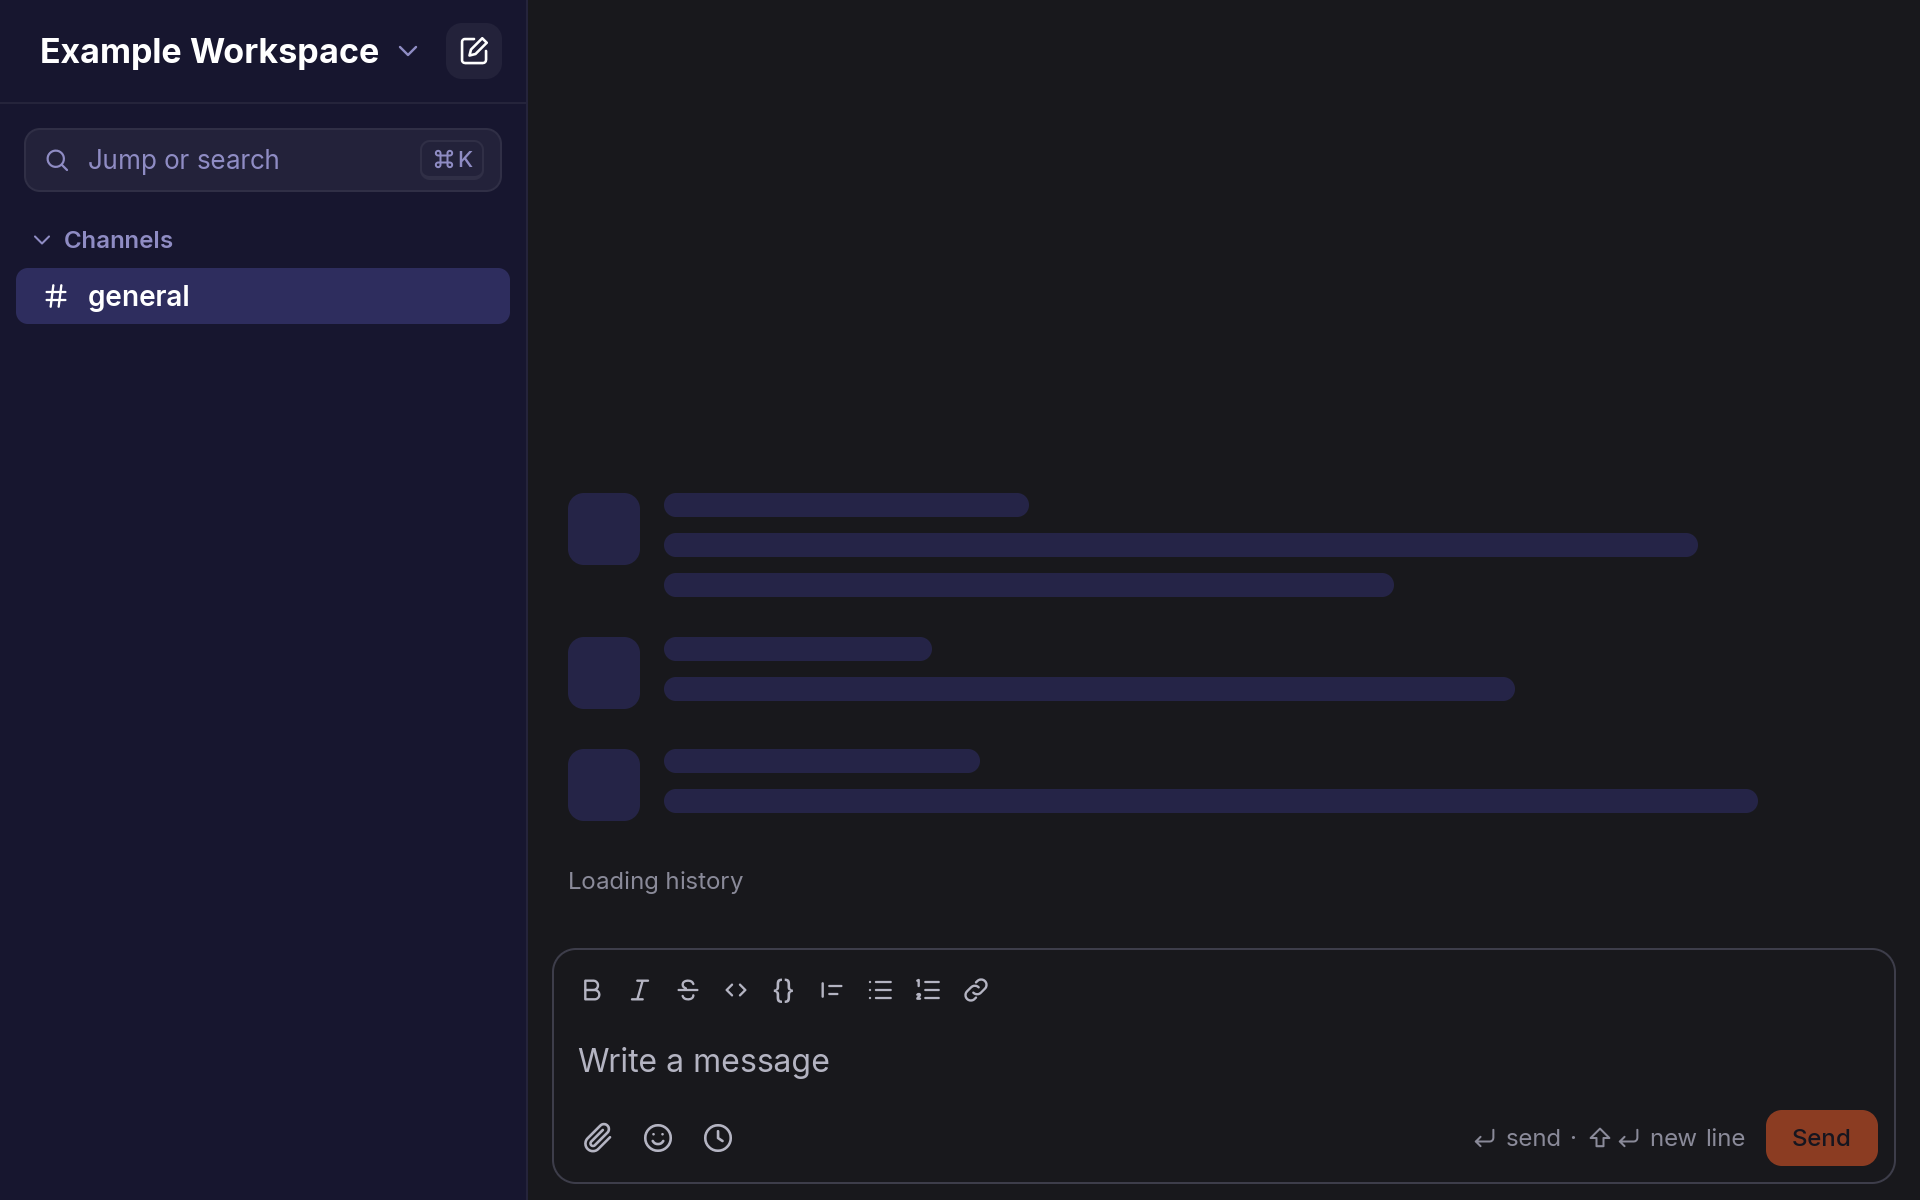 Example Workspace
Jump or search ⌘K
Channels
# general
Loading history
Write a message
send · new line Send